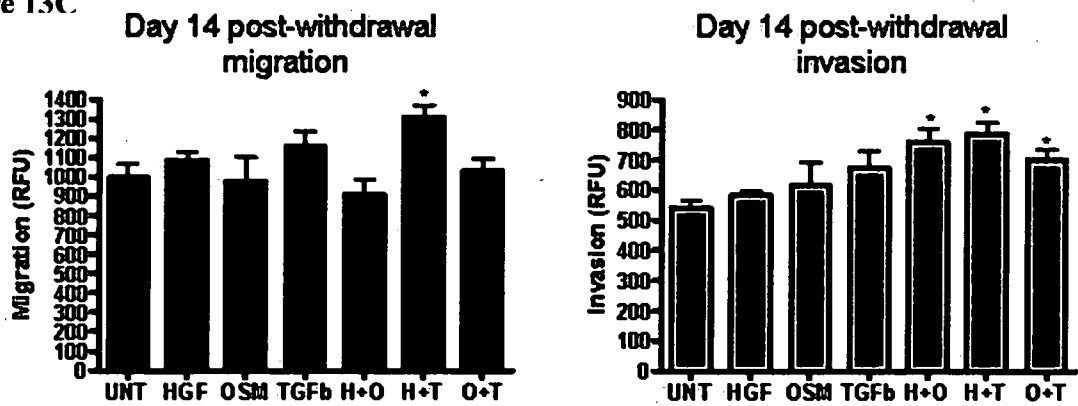 13C
Day 14 post-withdrawal
migration
Migration (RFU)
1400
1300
1200
1100
1000
900
800
700
600
500
400
300
200
100
0
UNT HGF OSM TGFb H+O H+T O+T
*
Day 14 post-withdrawal
invasion
Invasion (RFU)
900
800
700
600
500
400
300
200
100
0
UNT HGF OSM TGFb H+O H+T O+T
* * *